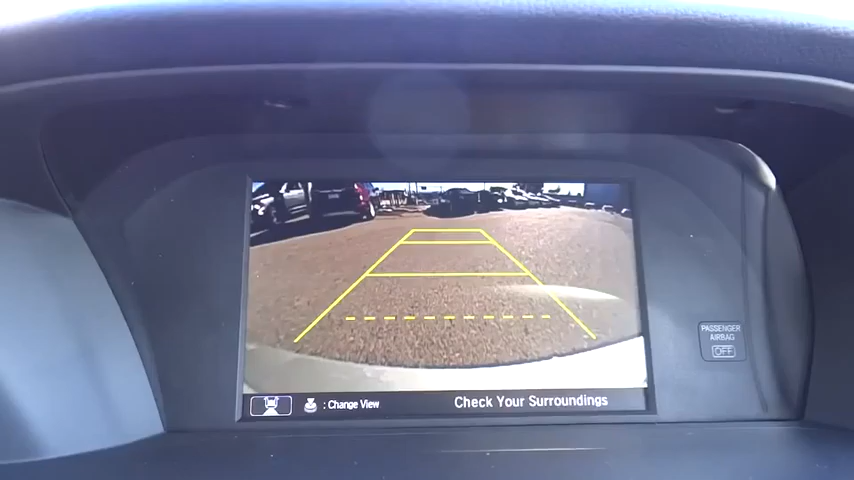 PASSENGER
AIRBAG
OFF
: Change View
Check Your Surroundings